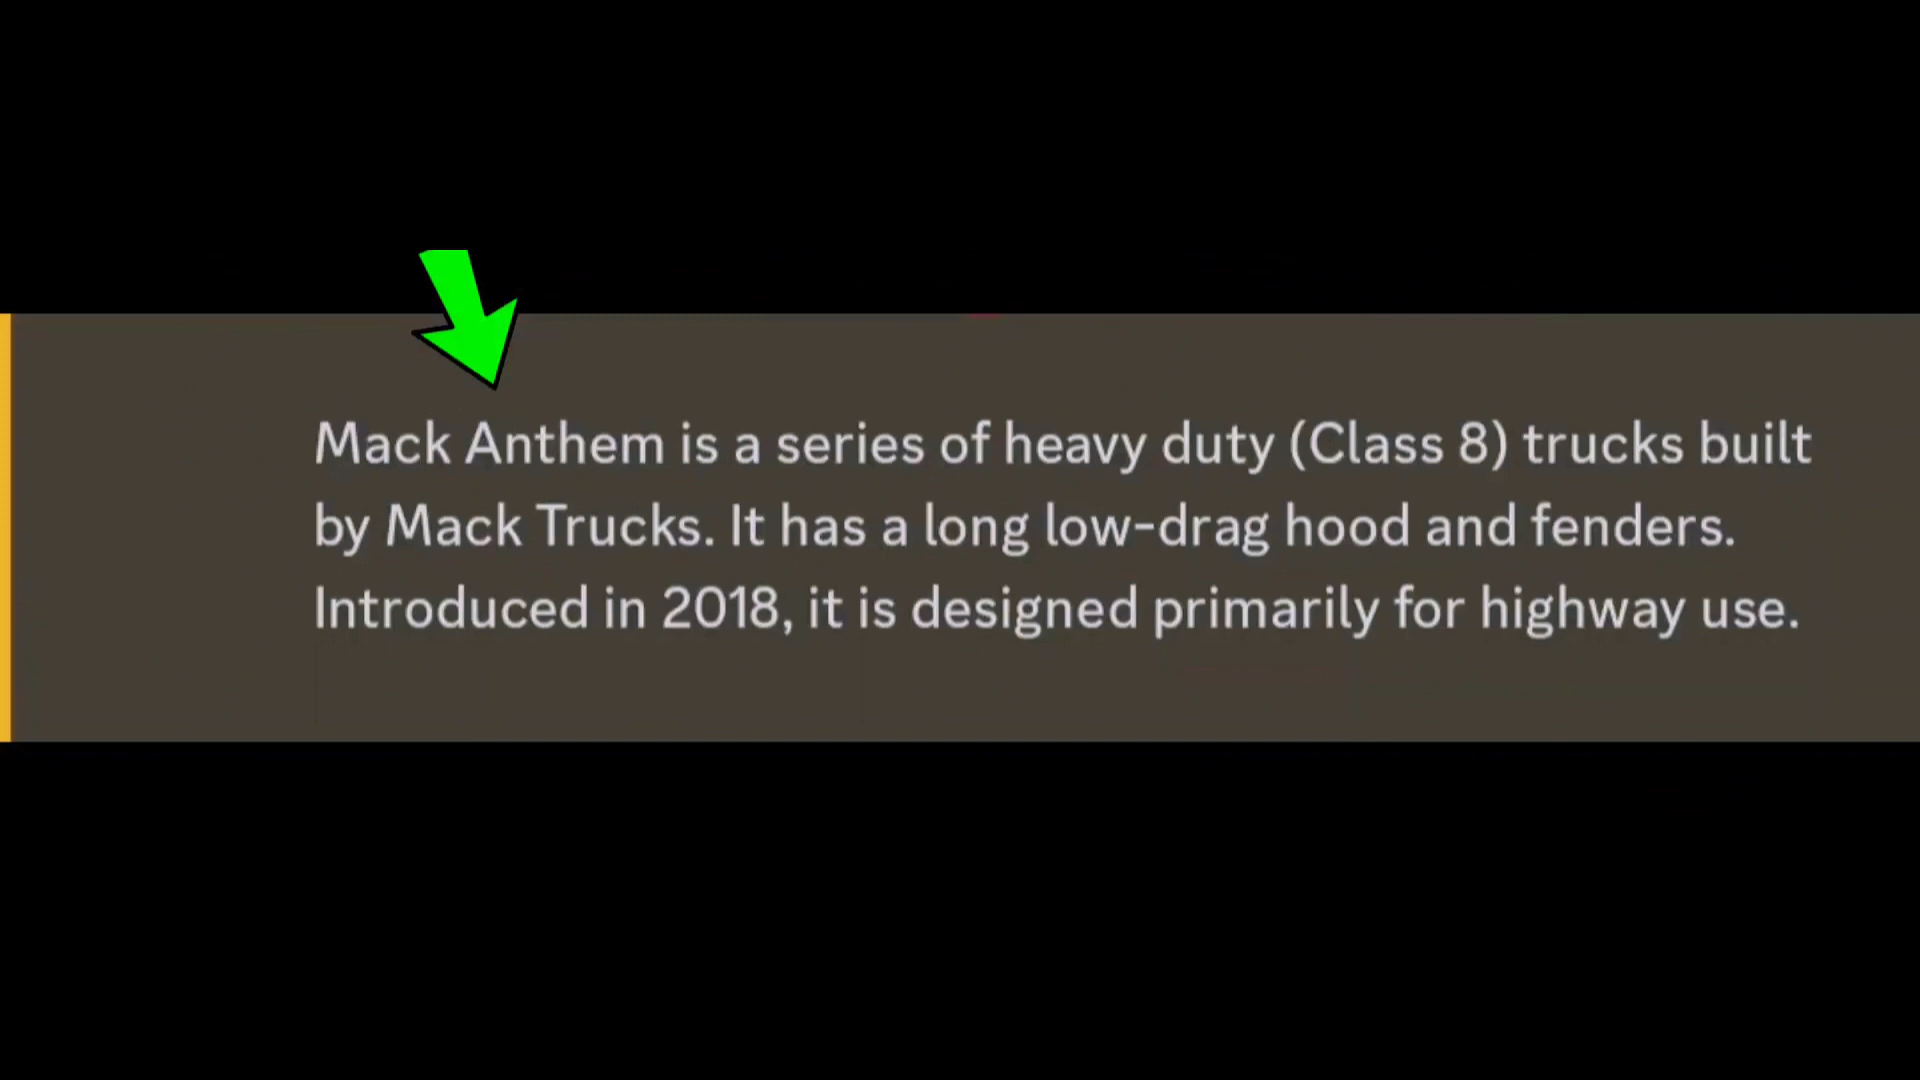 Mack Anthem is a series of heavy duty (Class 8) trucks built
by Mack Trucks. It has a long low-drag hood and fenders.
Introduced in 2018, it is designed primarily for highway use.